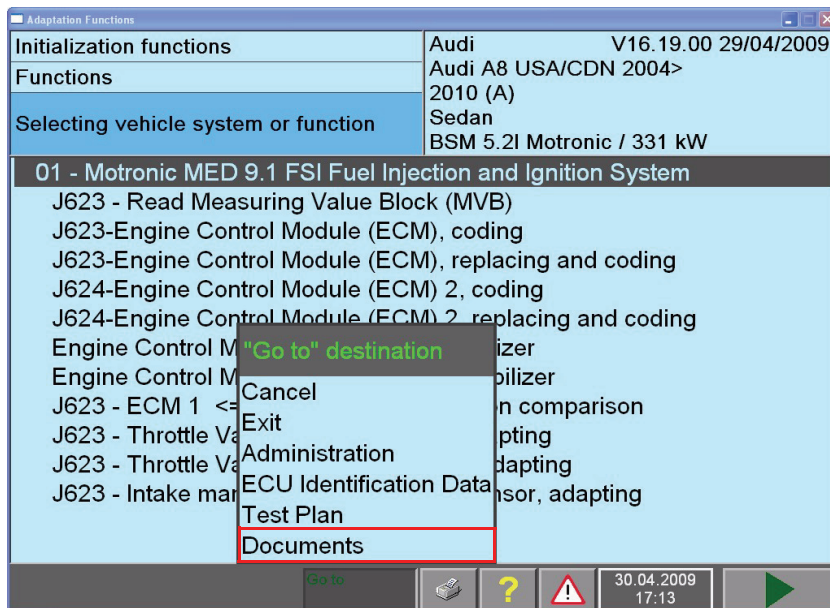 Adaptation Functions
Initialization functions
Functions
Selecting vehicle system or function
Audi V16.19.00 29/04/2009
Audi A8 USA/CDN 2004>
2010 (A)
Sedan
BSM 5.2l Motronic / 331 kW
01 - Motronic MED 9.1 FSI Fuel Injection and Ignition System
J623 - Read Measuring Value Block (MVB)
J623-Engine Control Module (ECM), coding
J623-Engine Control Module (ECM), replacing and coding
J624-Engine Control Module (ECM) 2, coding
J624-Engine Control Module (ECM) 2, replacing and coding
Engine Control M izer
Engine Control M bilizer
J623 - ECM 1 <= n comparison
J623 - Throttle Va pting
J623 - Throttle Va dapting
J623 - Intake mar sor, adapting
"Go to" destination
Cancel
Exit
Administration
ECU Identification Data
Test Plan
Documents
Go to
?
30.04.2009
17:13